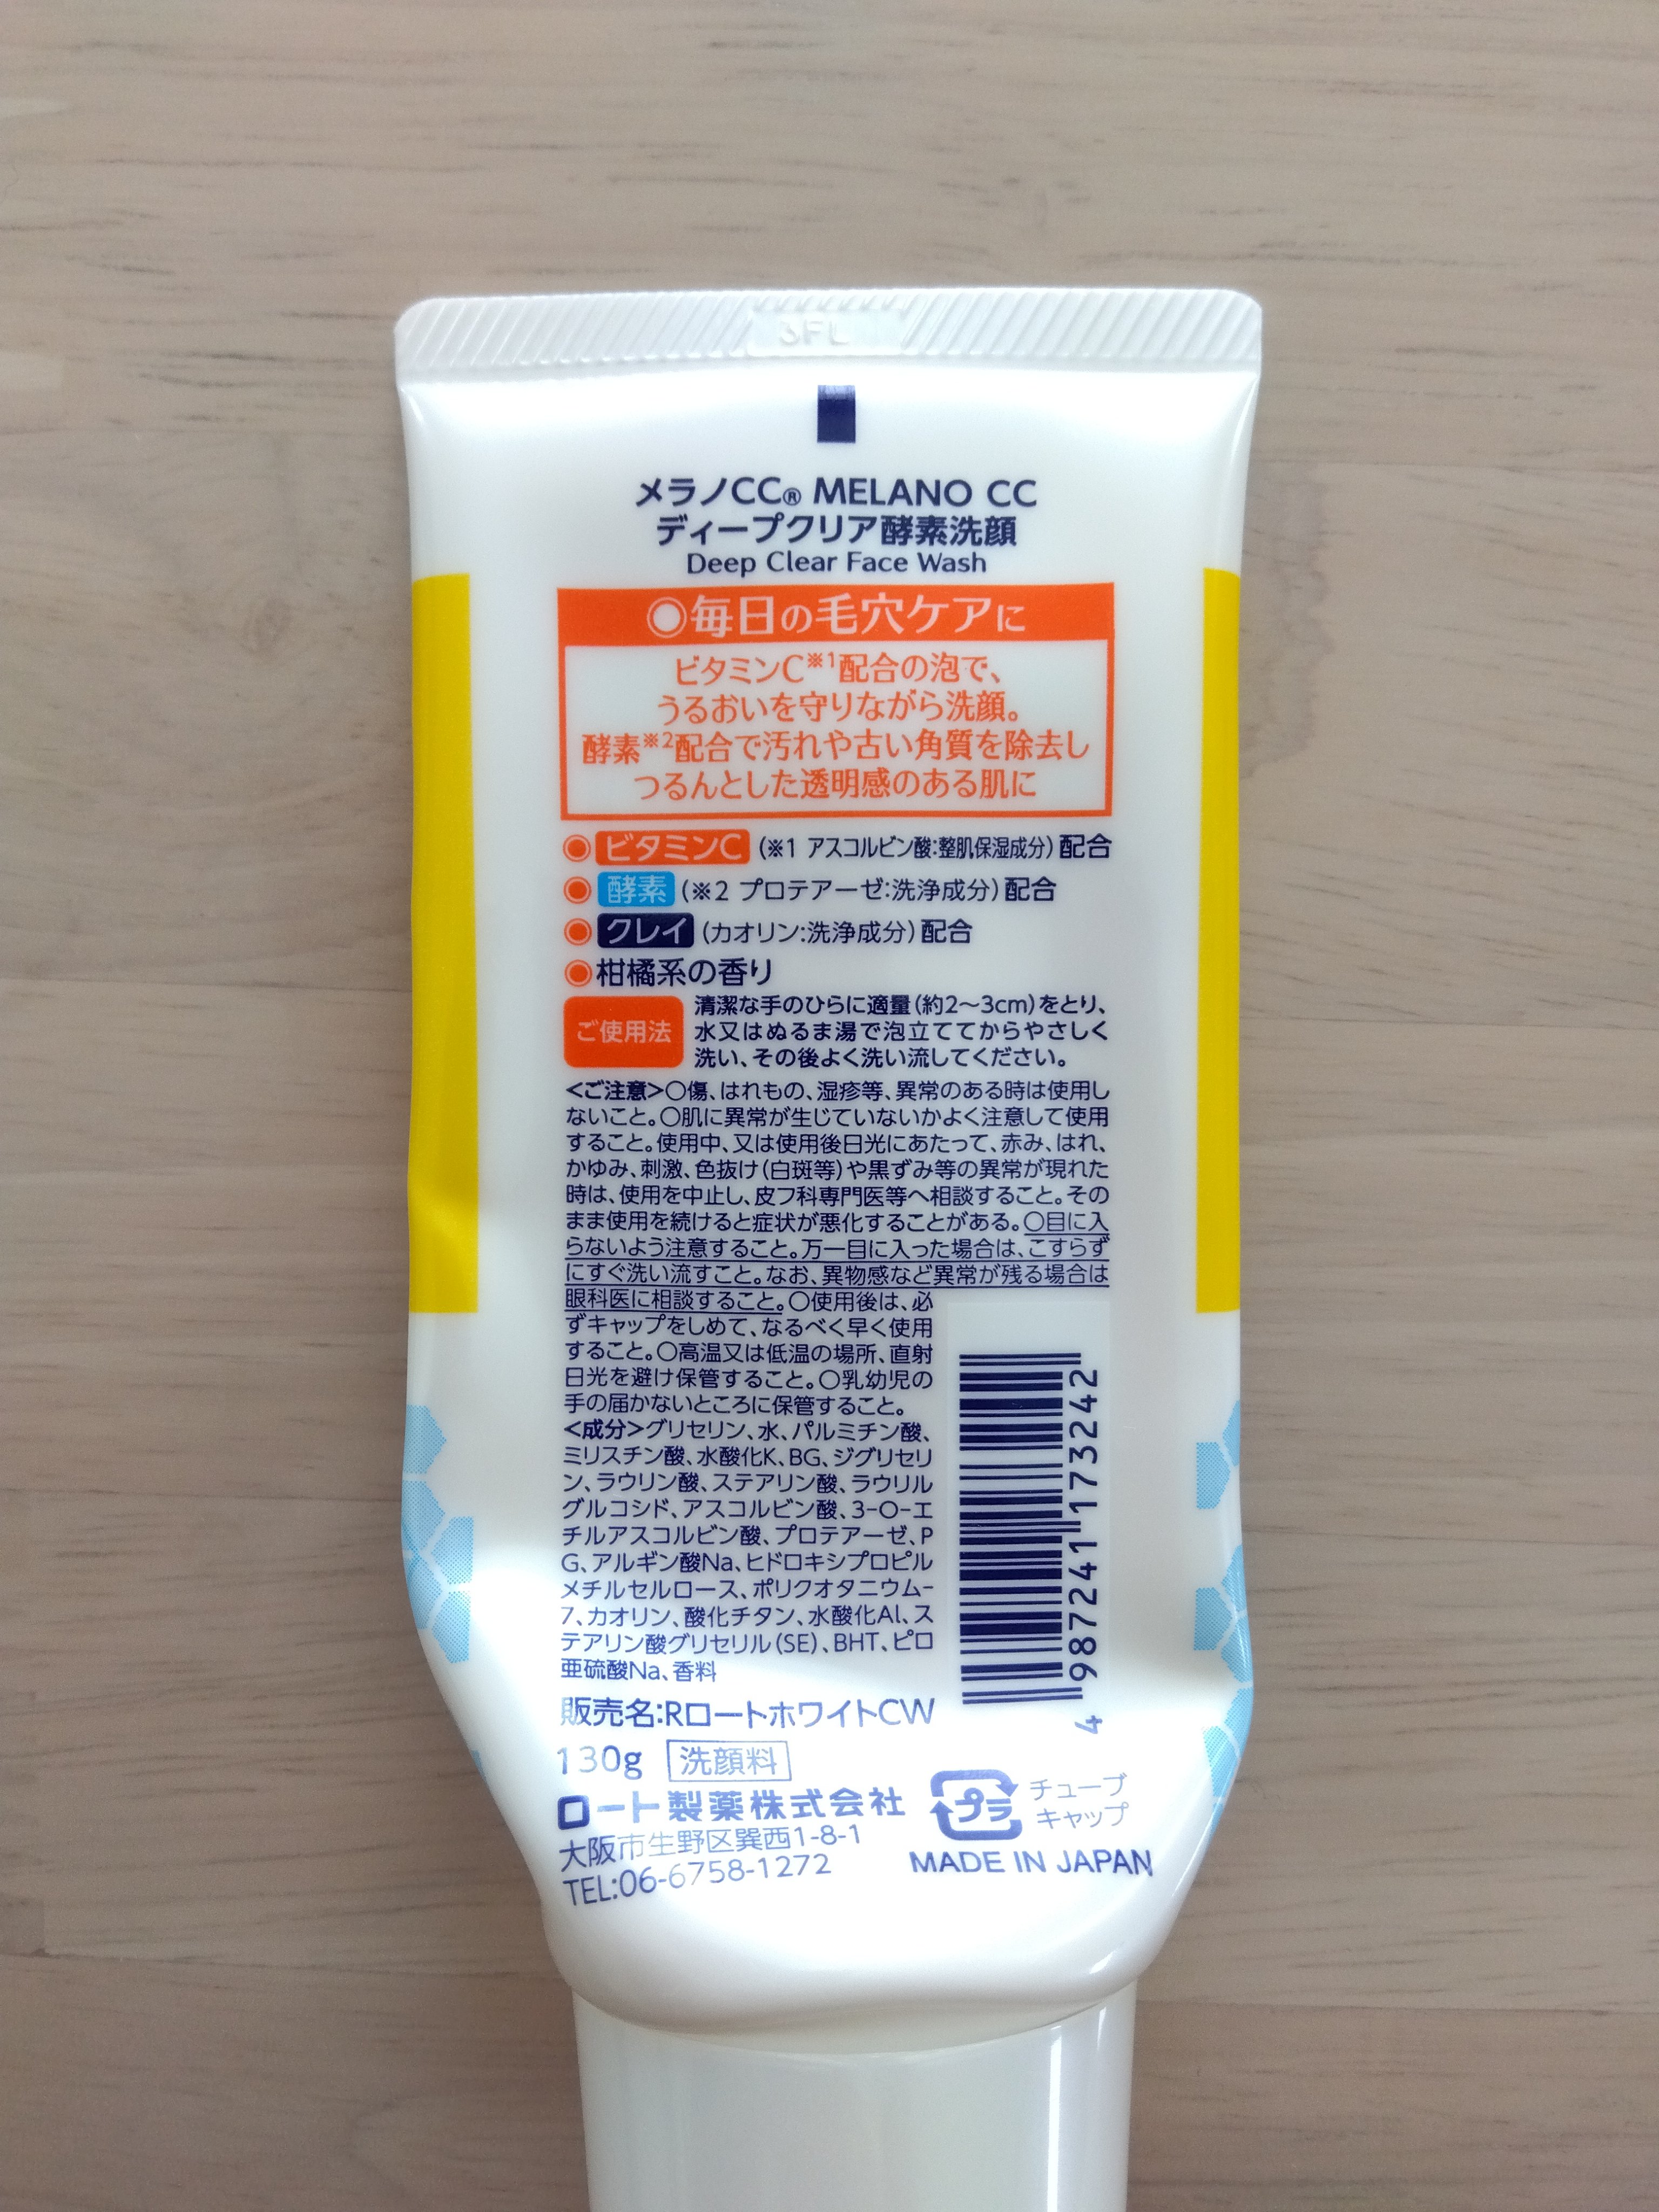 メラノCC® MELANO CC
ディープクリア酵素洗顔
Deep Clear Face Wash
◉毎日の毛穴ケアに
ビタミンC※1配合の泡で、
うるおいを守りながら洗顔。
酵素※2配合で汚れや古い角質を除去し
つるんとした透明感のある肌に
◉ビタミンC(※1 アスコルビン酸:整肌保湿成分)配合
◉酵素(※2 プロテアーゼ:洗浄成分)配合
◉クレイ(カオリン:洗浄成分)配合
◉柑橘系の香り
ご使用法
清潔な手のひらに適量(約2〜3cm)をとり、
水又はぬるま湯で泡立ててからやさしく
洗い、その後よく洗い流してください。
<ご注意>○傷、はれもの、湿疹等、異常のある時は使用し
ないこと。○肌に異常が生じていないかよく注意して使用
すること。使用中、又は使用後日光にあたって、赤み、はれ、
かゆみ、刺激、色抜け(白斑等)や黒ずみ等の異常が現れた
時は、使用を中止し、皮フ科専門医等へ相談すること。その
まま使用を続けると症状が悪化することがある。○目に入
らないよう注意すること。万一目に入った場合は、こすらず
にすぐ洗い流すこと。なお、異物感など異常が残る場合は
眼科医に相談すること。○使用後は、必
ずキャップをしめて、なるべく早く使用
すること。○高温又は低温の場所、直射
日光を避け保管すること。○乳幼児の
手の届かないところに保管すること。
<成分>グリセリン、水、パルミチン酸、
ミリスチン酸、水酸化K、BG、ジグリセリ
ン、ラウリン酸、ステアリン酸、ラウリル
グルコシド、アスコルビン酸、3-O-エ
チルアスコルビン酸、プロテアーゼ、P
G、アルギン酸Na、ヒドロキシプロピル
メチルセルロース、ポリクオタニウム-
7、カオリン、酸化チタン、水酸化Al、ス
テアリン酸グリセリル(SE)、BHT、ピロ
亜硫酸Na、香料
4 987241 173242
販売名:RロートホワイトCW
130g 洗顔料
ロート製薬株式会社
大阪市生野区巽西1-8-1
TEL:06-6758-1272
プラ
チューブ
キャップ
MADE IN JAPAN